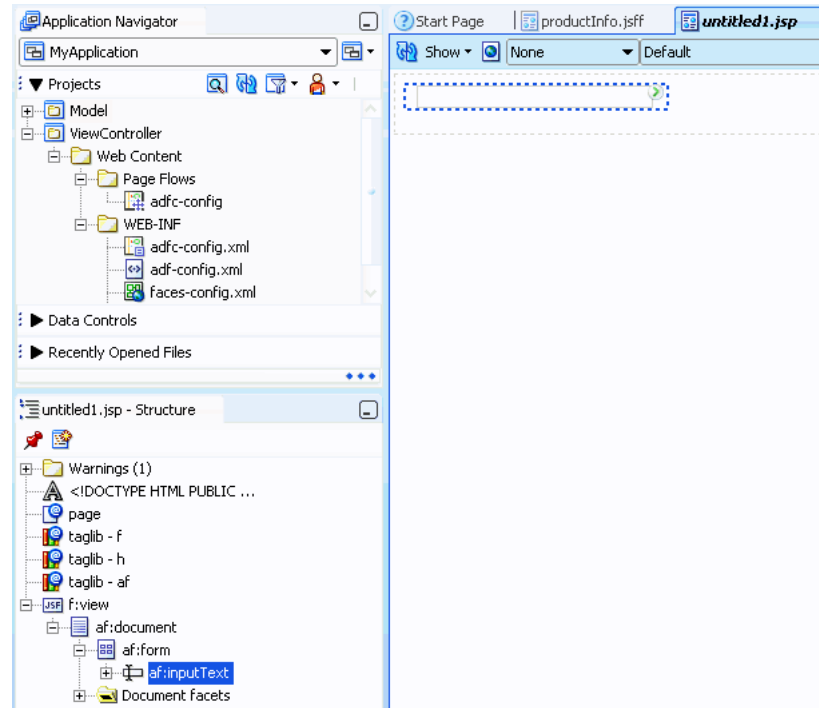 Application Navigator
Start Page
productInfo.jsff
untitled1.jsp
MyApplication
Show
None
Default
Projects
Model
ViewController
Web Content
Page Flows
adfc-config
WEB-INF
adfc-config.xml
adf-config.xml
faces-config.xml
Data Controls
Recently Opened Files
untitled1.jsp - Structure
Warnings (1)
<!DOCTYPE HTML PUBLIC ...
page
taglib - f
taglib - h
taglib - af
JSF f:view
af:document
af:form
af:inputText
Document facets